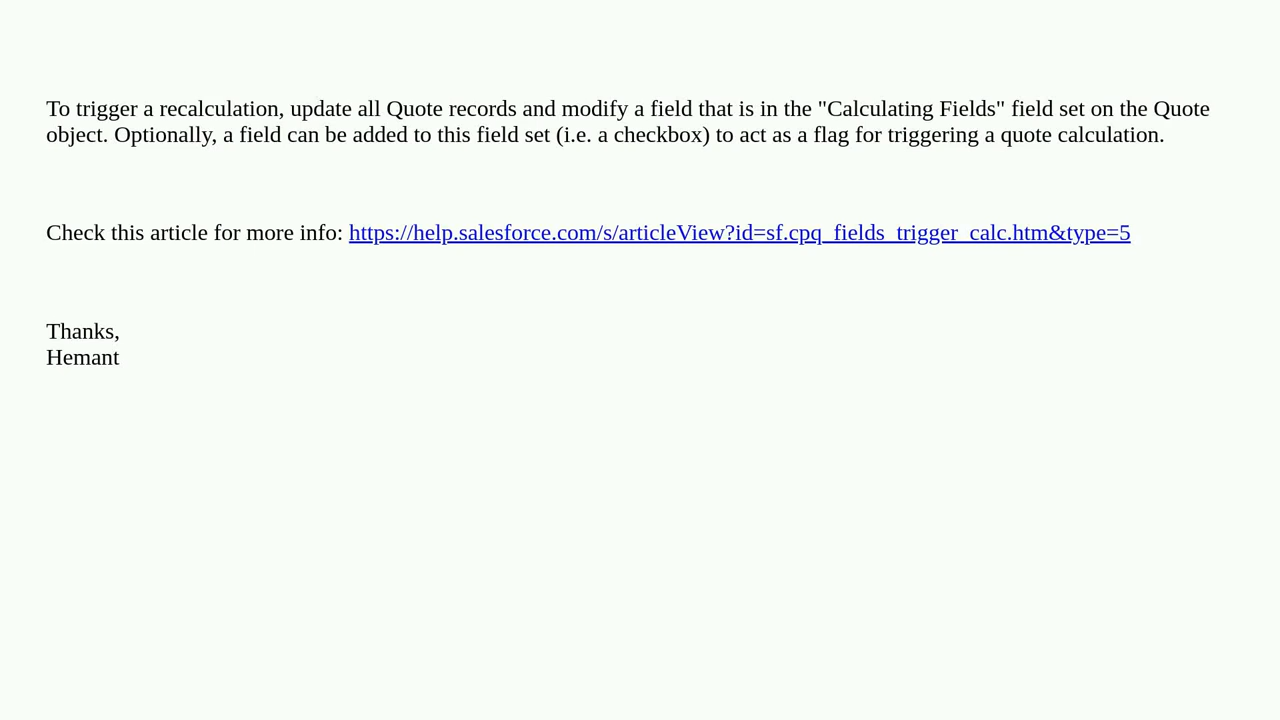 To trigger a recalculation, update all Quote records and modify a field that is in the "Calculating Fields" field set on the Quote
object. Optionally, a field can be added to this field set (i.e. a checkbox) to act as a flag for triggering a quote calculation.
Check this article for more info: https://help.salesforce.com/s/articleView?id=sf.cpq_fields_trigger_calc.htm&type=5
Thanks,
Hemant